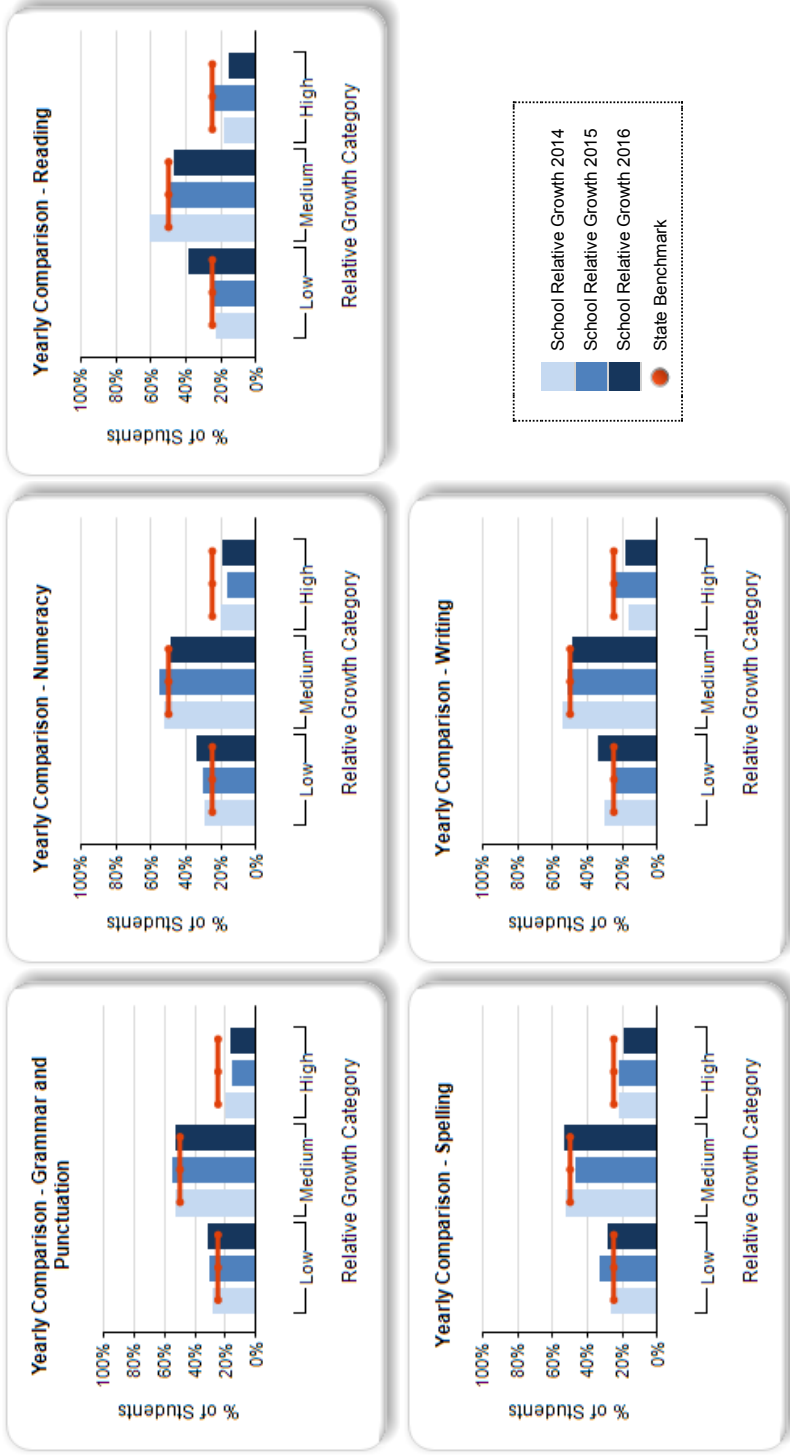 Yearly Comparison - Grammar and
Punctuation
% of Students
100%
80%
60%
40%
20%
0%
Low
Medium
High
Relative Growth Category
Yearly Comparison - Numeracy
% of Students
100%
80%
60%
40%
20%
0%
Low
Medium
High
Relative Growth Category
Yearly Comparison - Reading
% of Students
100%
80%
60%
40%
20%
0%
Low
Medium
High
Relative Growth Category
Yearly Comparison - Spelling
% of Students
100%
80%
60%
40%
20%
0%
Low
Medium
High
Relative Growth Category
Yearly Comparison - Writing
% of Students
100%
80%
60%
40%
20%
0%
Low
Medium
High
Relative Growth Category
School Relative Growth 2014
School Relative Growth 2015
School Relative Growth 2016
State Benchmark